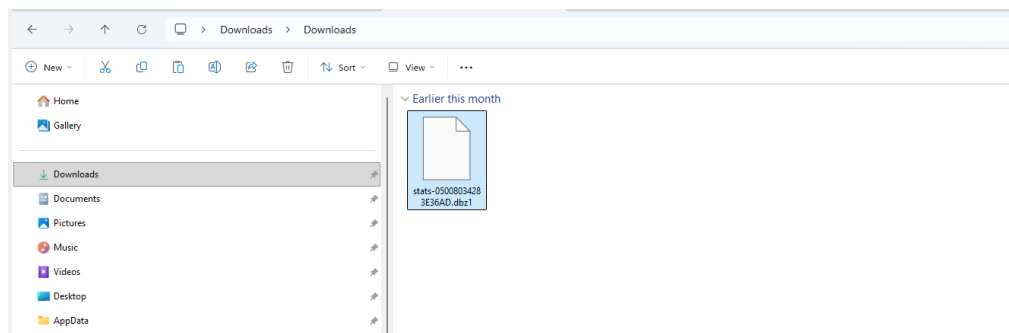 Downloads > Downloads
New
Sort
View
...
Home
Gallery
Downloads
Documents
Pictures
Music
Videos
Desktop
AppData
Earlier this month
stats-0500803428
3E36AD.dbz1